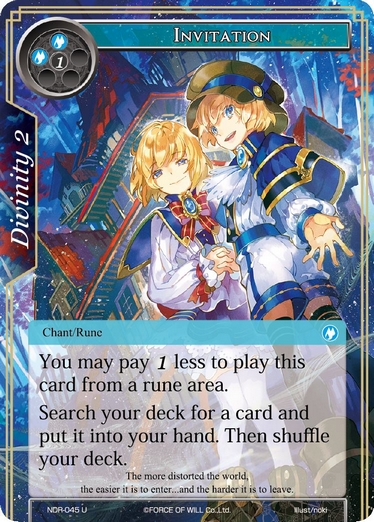 INVITATION
1
Divinity 2
Chant/Rune
You may pay 1 less to play this
card from a rune area.
Search your deck for a card and
put it into your hand. Then shuffle
your deck.
The more distorted the world,
the easier it is to enter...and the harder it is to leave.
NDR-045 U ©FORCE OF WILL Co.,Ltd. Illust/noki